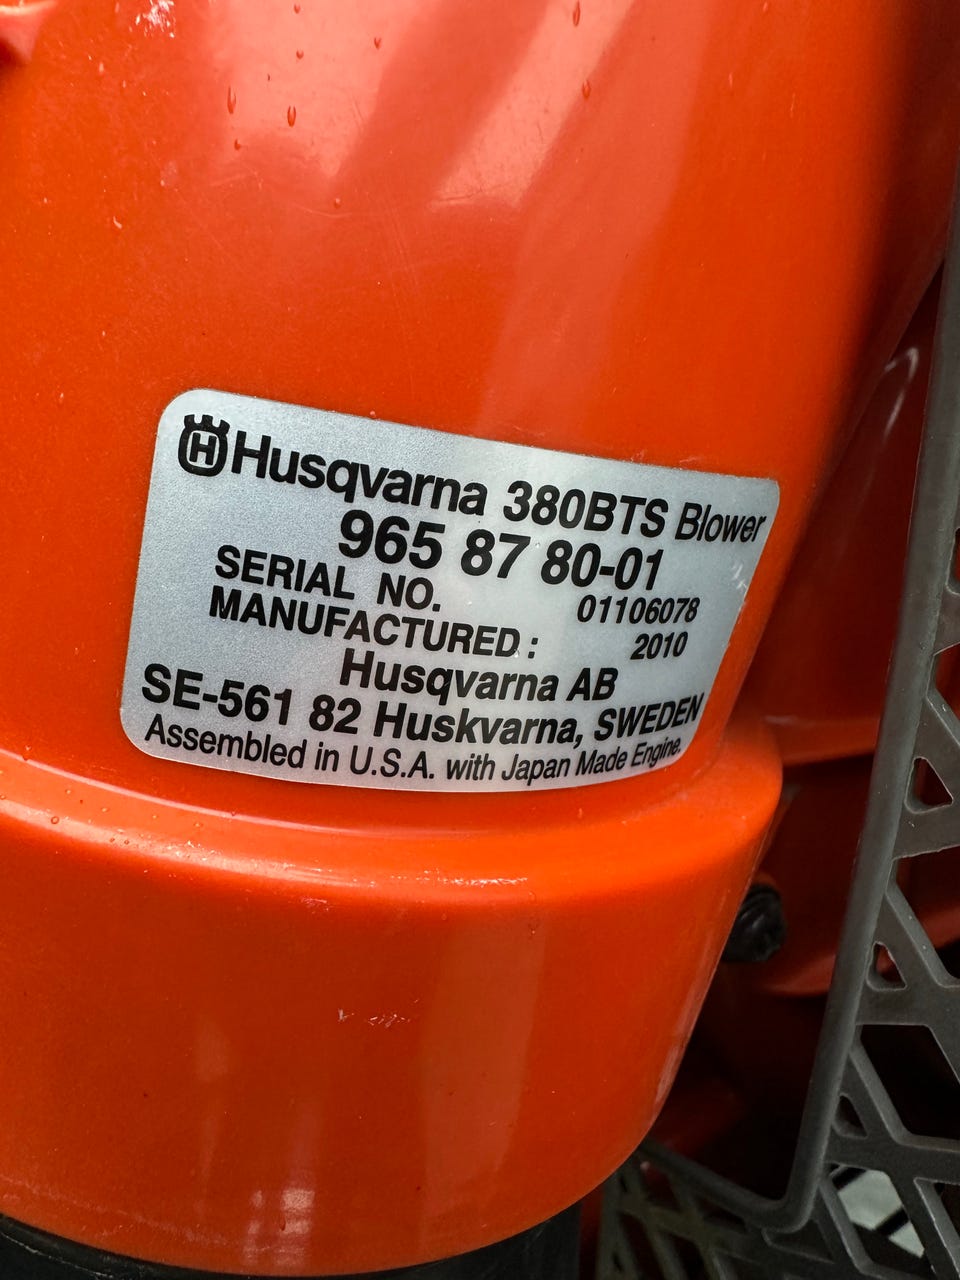 H Husqvarna 380BTS Blower
965 87 80-01
SERIAL NO. 01106078
MANUFACTURED : 2010
Husqvarna AB
SE-561 82 Huskvarna, SWEDEN
Assembled in U.S.A. with Japan Made Engine.